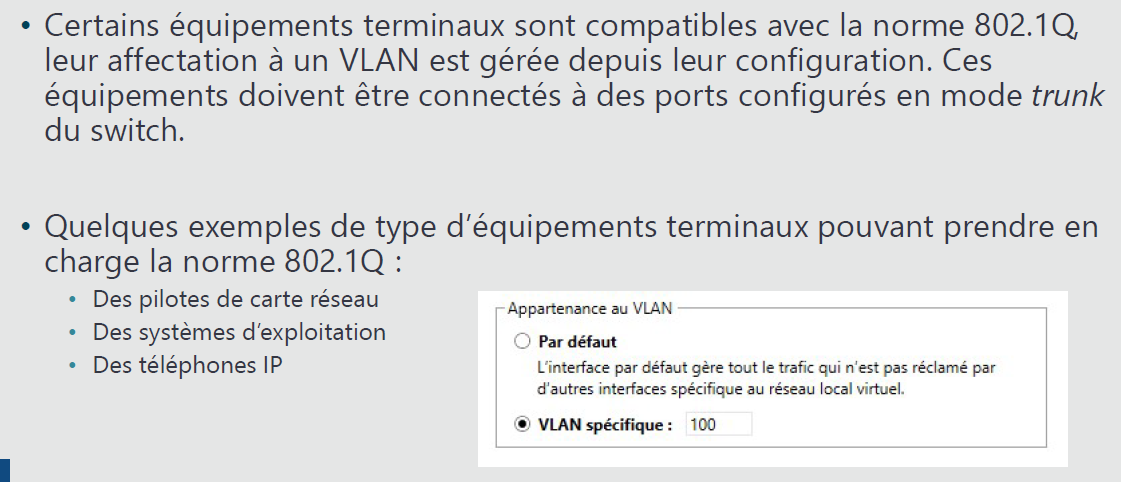 • Certains équipements terminaux sont compatibles avec la norme 802.1Q,
leur affectation à un VLAN est gérée depuis leur configuration. Ces
équipements doivent être connectés à des ports configurés en mode trunk
du switch.
• Quelques exemples de type d’équipements terminaux pouvant prendre en
charge la norme 802.1Q :
• Des pilotes de carte réseau
• Des systèmes d’exploitation
• Des téléphones IP
Appartenance au VLAN
Par défaut
L’interface par défaut gère tout le trafic qui n’est pas réclamé par
d’autres interfaces spécifique au réseau local virtuel.
VLAN spécifique : 100